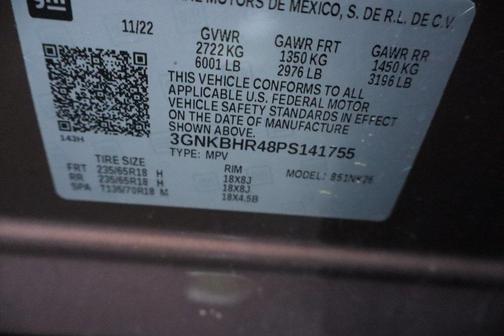 gm
MOTORS DE MEXICO, S. DE R.L. DE C.V.
11/22 GVWR GAWR FRT GAWR RR
2722 KG 1350 KG 1450 KG
6001 LB 2976 LB 3196 LB
THIS VEHICLE CONFORMS TO ALL
APPLICABLE U.S. FEDERAL MOTOR
VEHICLE SAFETY STANDARDS IN EFFECT
ON THE DATE OF MANUFACTURE
SHOWN ABOVE.
143H 3GNKBHR48PS141755
TYPE: MPV MODEL: 851NK26
TIRE SIZE RIM
FRT 235/65R18 H 18X8J
RR 235/65R18 H 18X8J
SPA T135/70R18 M 18X4.5B